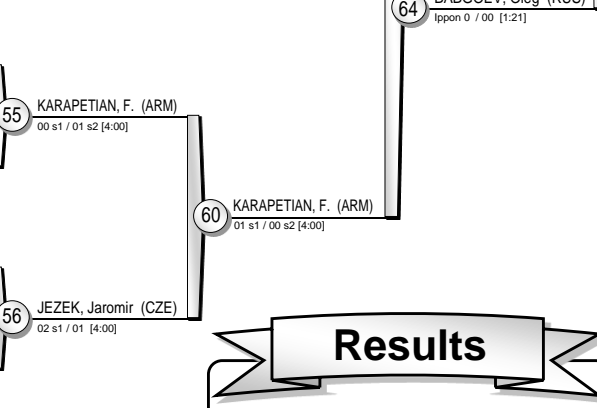 64
Ippon 0 / 00 [1:21]
55
KARAPETIAN, F. (ARM)
00 s1 / 01 s2 [4:00]
60
KARAPETIAN, F. (ARM)
01 s1 / 00 s2 [4:00]
56
JEZEK, Jaromir (CZE)
02 s1 / 01 [4:00]
Results